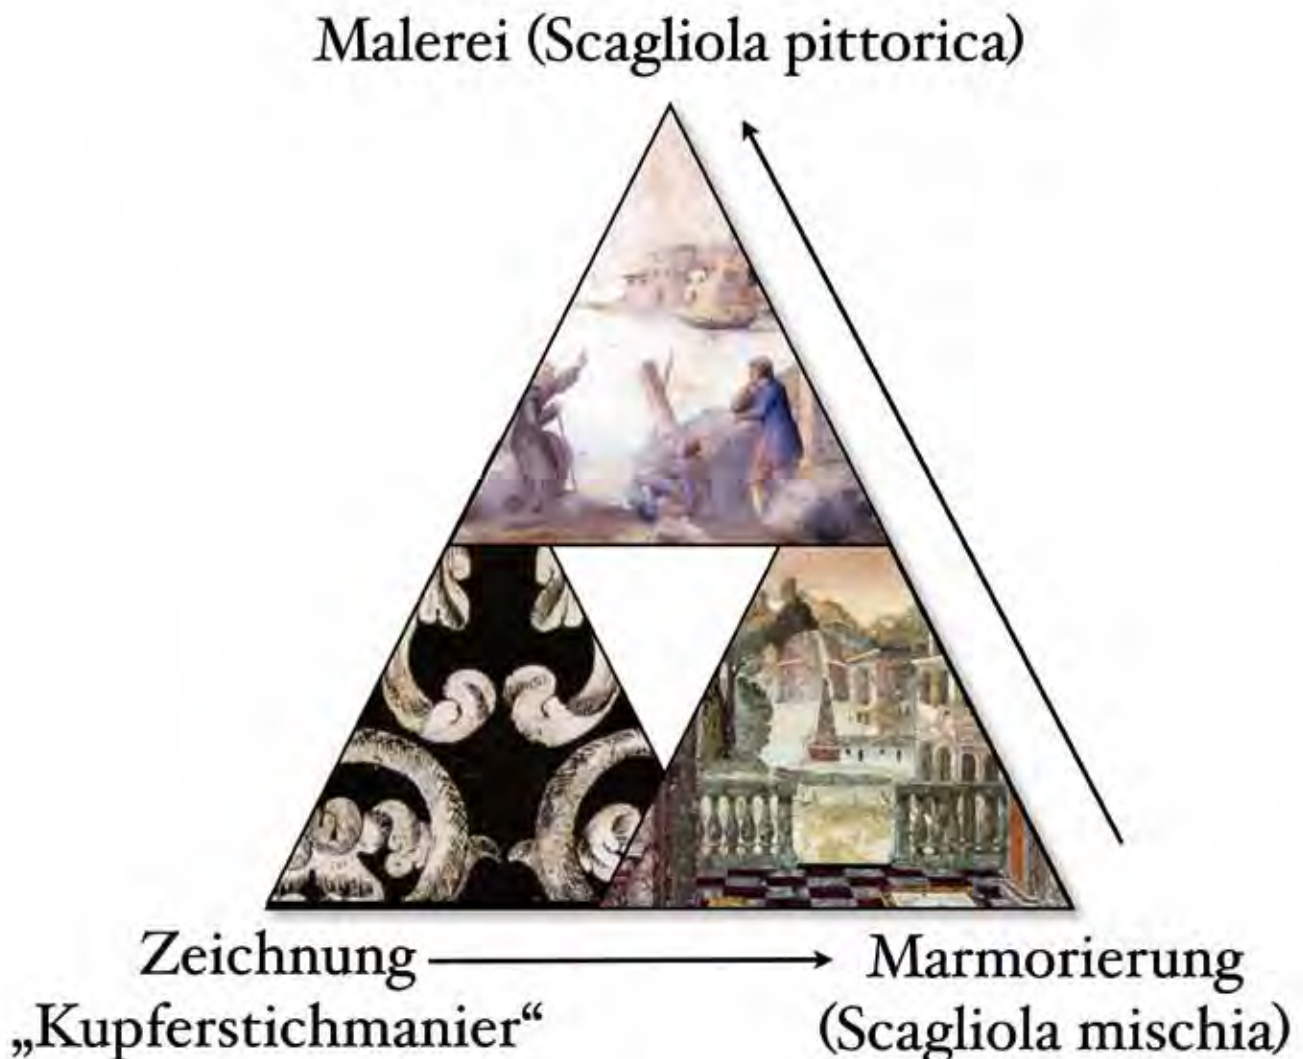 Malerei (Scagliola pittorica)
Zeichnung
Marmorierung
„Kupferstichmanier“
(Scagliola mischia)